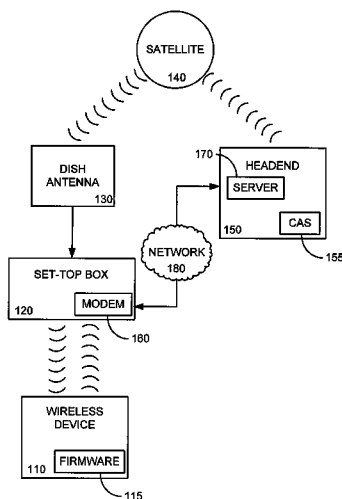 SATELLITE
140
DISH
ANTENNA
130
170
HEADEND
SERVER
CAS
150
155
NETWORK
180
SET-TOP BOX
MODEM
120
160
WIRELESS
DEVICE
FIRMWARE
110
115